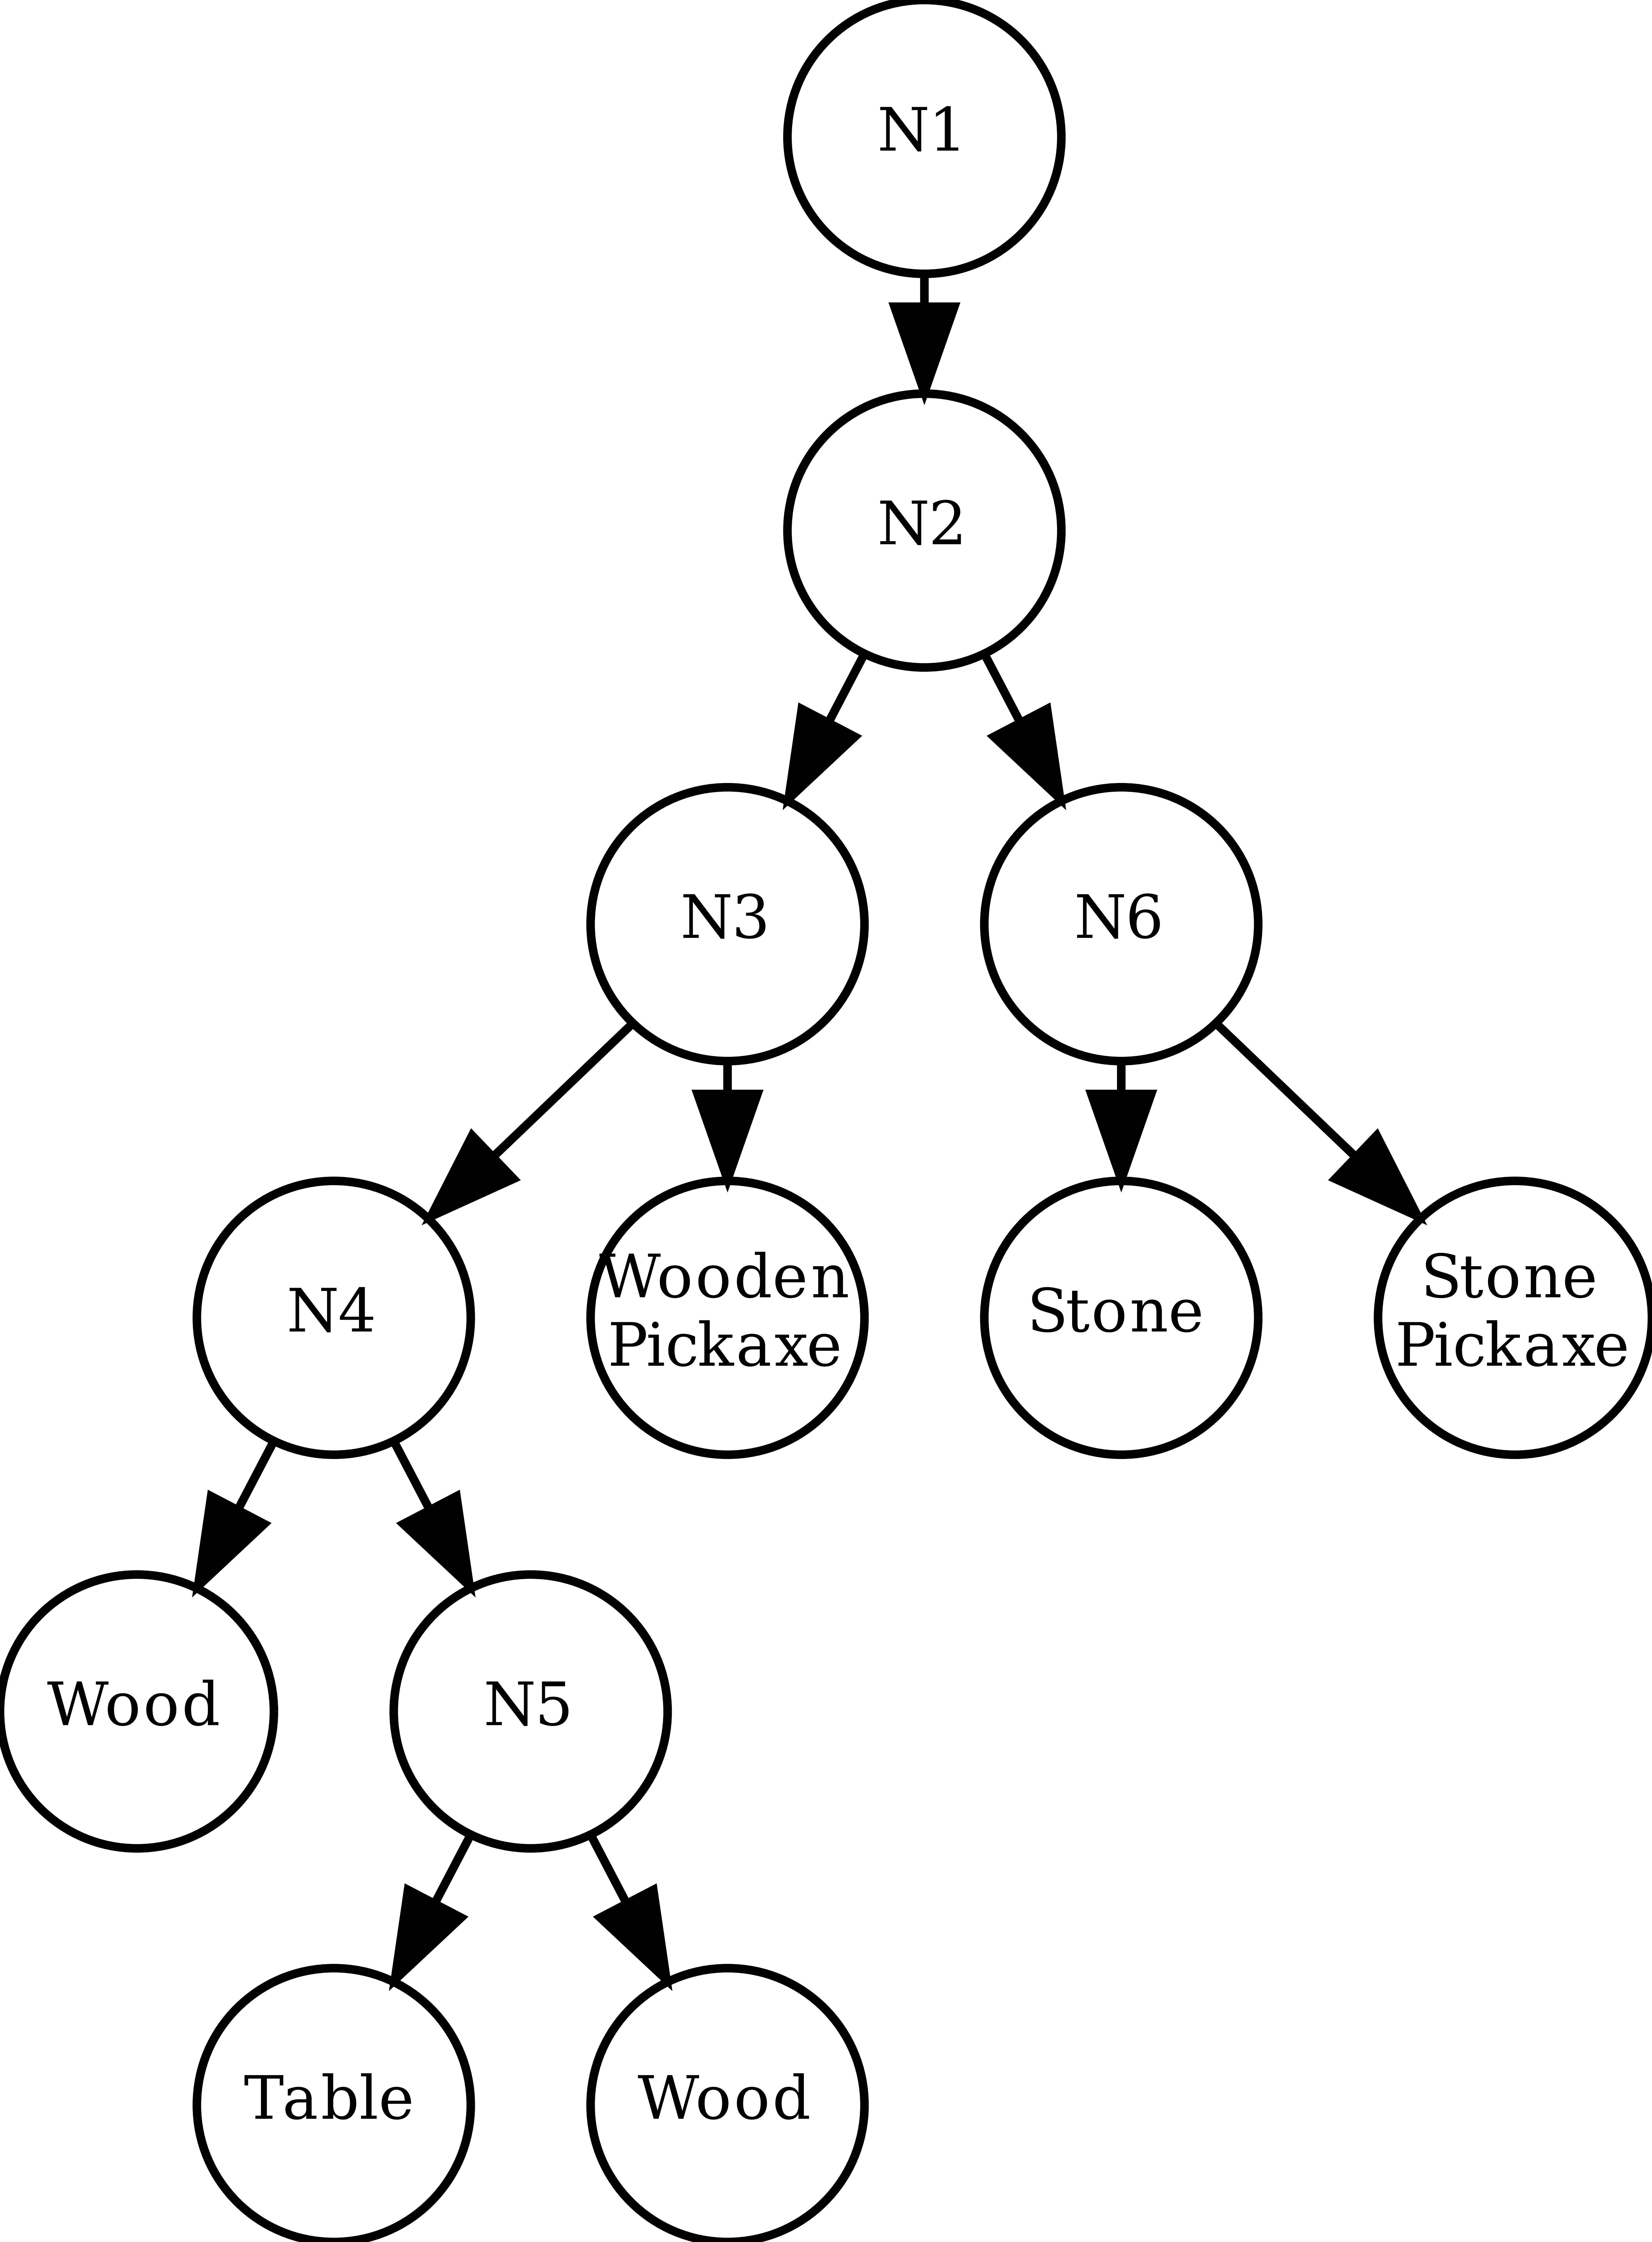 N1
N2
N3
N6
N4
Wooden
Pickaxe
Stone
Stone
Pickaxe
Wood
N5
Table
Wood